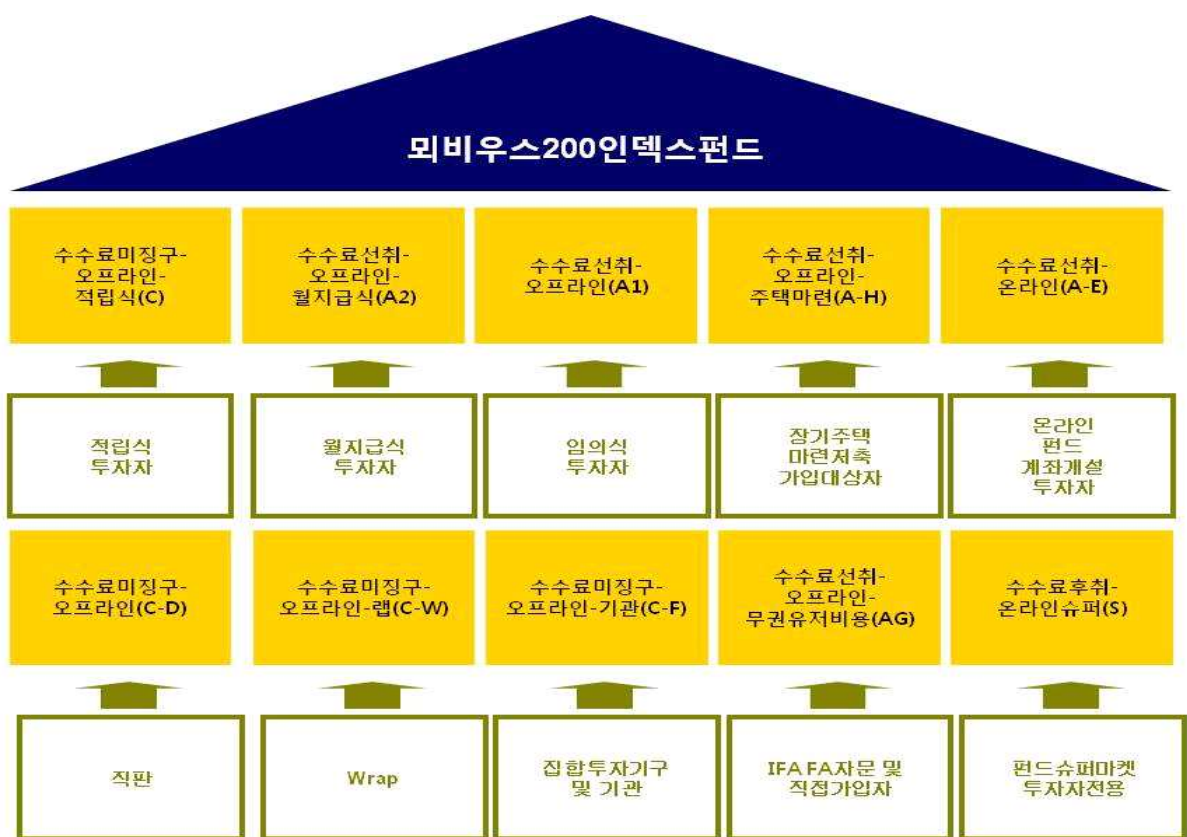 뫼비우스200인덱스펀드
수수료미징구-
오프라인-
적립식(C)
수수료선취-
오프라인-
월지급식(A2)
수수료선취-
오프라인(A1)
수수료선취-
오프라인-
주택마련(A-H)
수수료선취-
온라인(A-E)
적립식
투자자
월지급식
투자자
임의식
투자자
장기주택
마련저축
가입대상자
온라인
펀드
계좌개설
투자자
수수료미징구-
오프라인(C-D)
수수료미징구-
오프라인-랩(C-W)
수수료미징구-
오프라인-기관(C-F)
수수료선취-
오프라인-
무권유저비용(AG)
수수료후취-
온라인슈퍼(S)
직판
Wrap
집합투자기구
및 기관
IFA FA자문 및
직접가입자
펀드슈퍼마켓
투자자전용